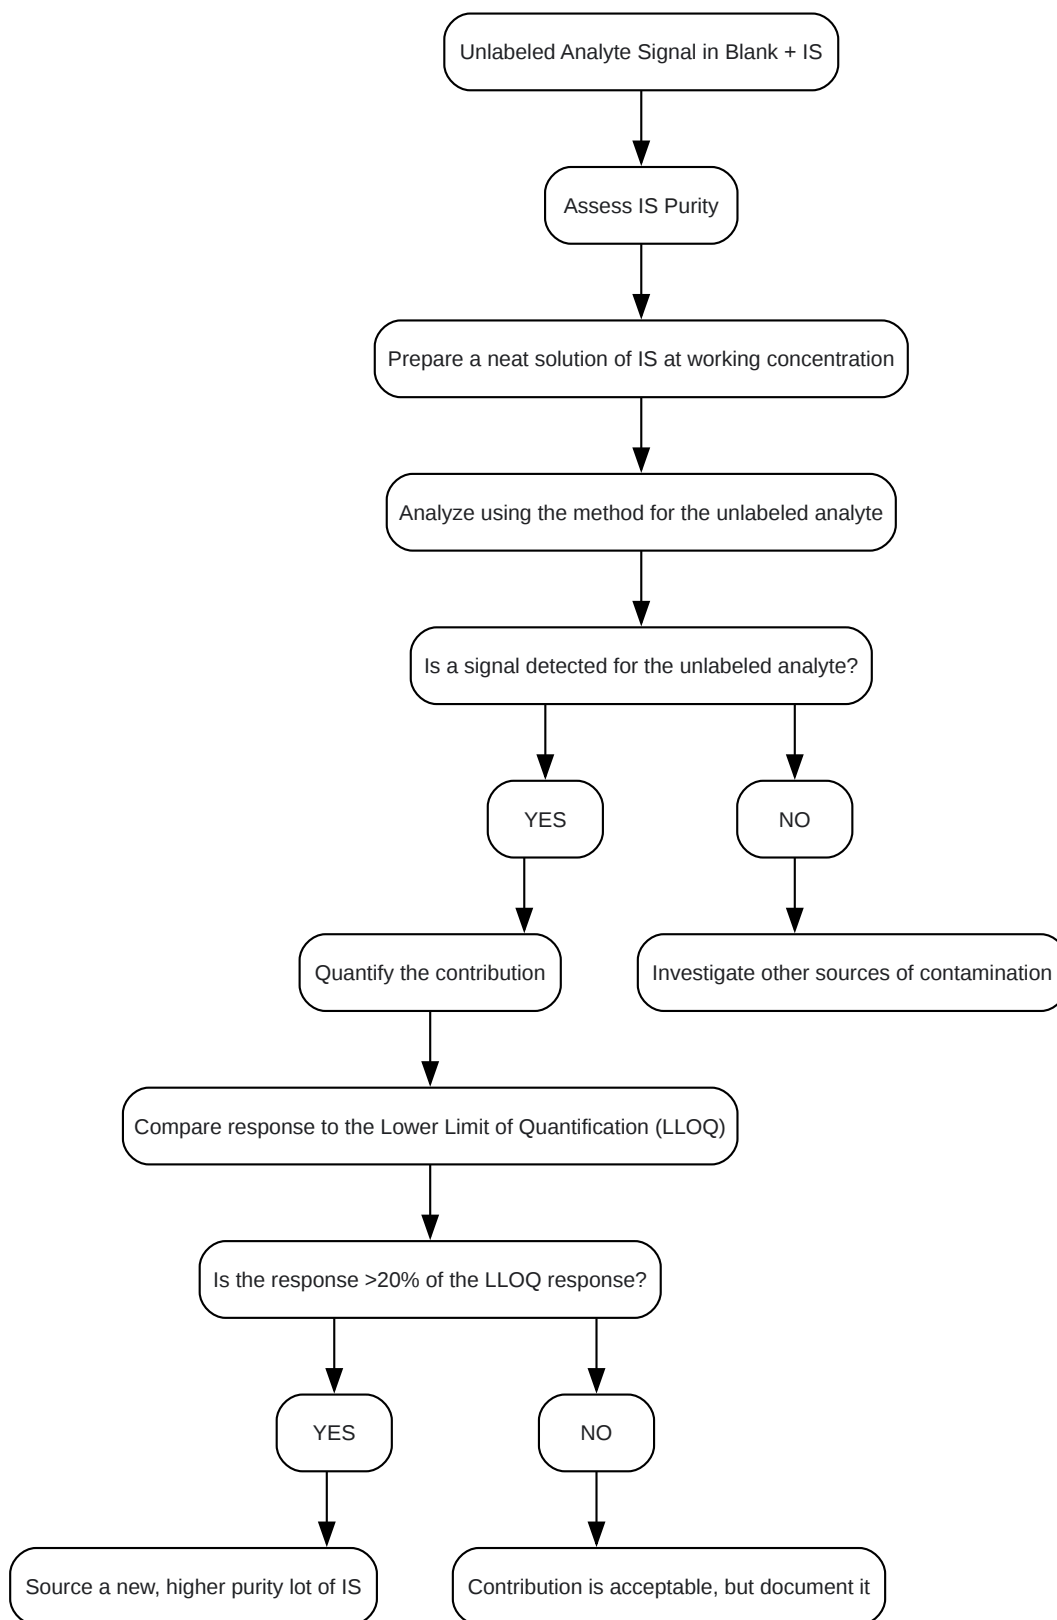 Unlabeled Analyte Signal in Blank + IS
Assess IS Purity
Prepare a neat solution of IS at working concentration
Analyze using the method for the unlabeled analyte
Is a signal detected for the unlabeled analyte?
YES
NO
Quantify the contribution
Investigate other sources of contamination
Compare response to the Lower Limit of Quantification (LLOQ)
Is the response >20% of the LLOQ response?
YES
NO
Source a new, higher purity lot of IS
Contribution is acceptable, but document it